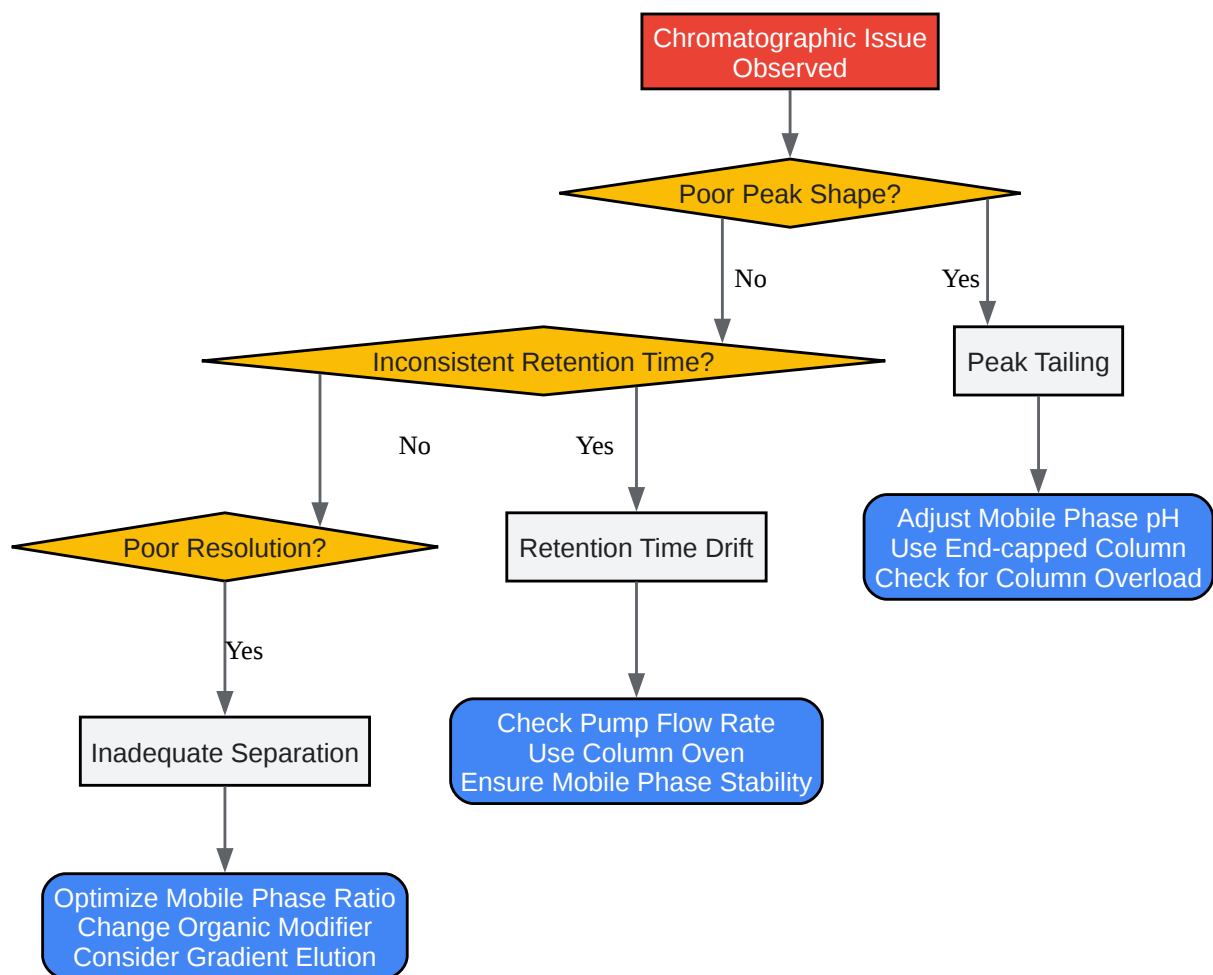 Chromatographic Issue
Observed
Poor Peak Shape?
No
Yes
Inconsistent Retention Time?
Peak Tailing
No
Yes
Adjust Mobile Phase pH
Use End-capped Column
Check for Column Overload
Poor Resolution?
Retention Time Drift
Yes
Inadequate Separation
Check Pump Flow Rate
Use Column Oven
Ensure Mobile Phase Stability
Optimize Mobile Phase Ratio
Change Organic Modifier
Consider Gradient Elution